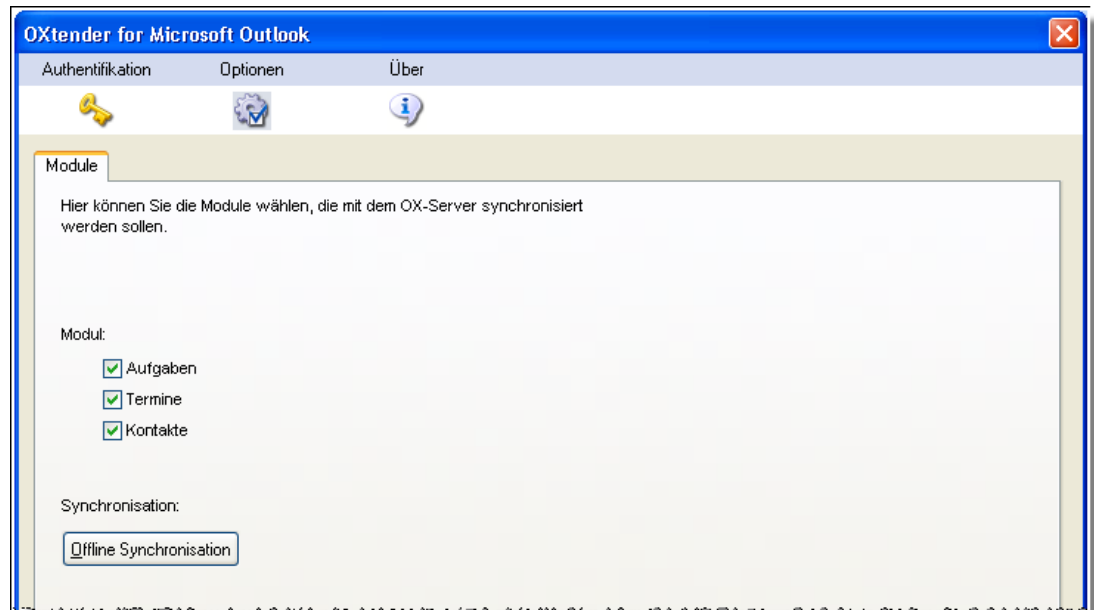 OXtender for Microsoft Outlook
Authentifikation Optionen Über
Module
Hier können Sie die Module wählen, die mit dem OX-Server synchronisiert
werden sollen.
Modul:
Aufgaben
Termine
Kontakte
Synchronisation:
Offline Synchronisation